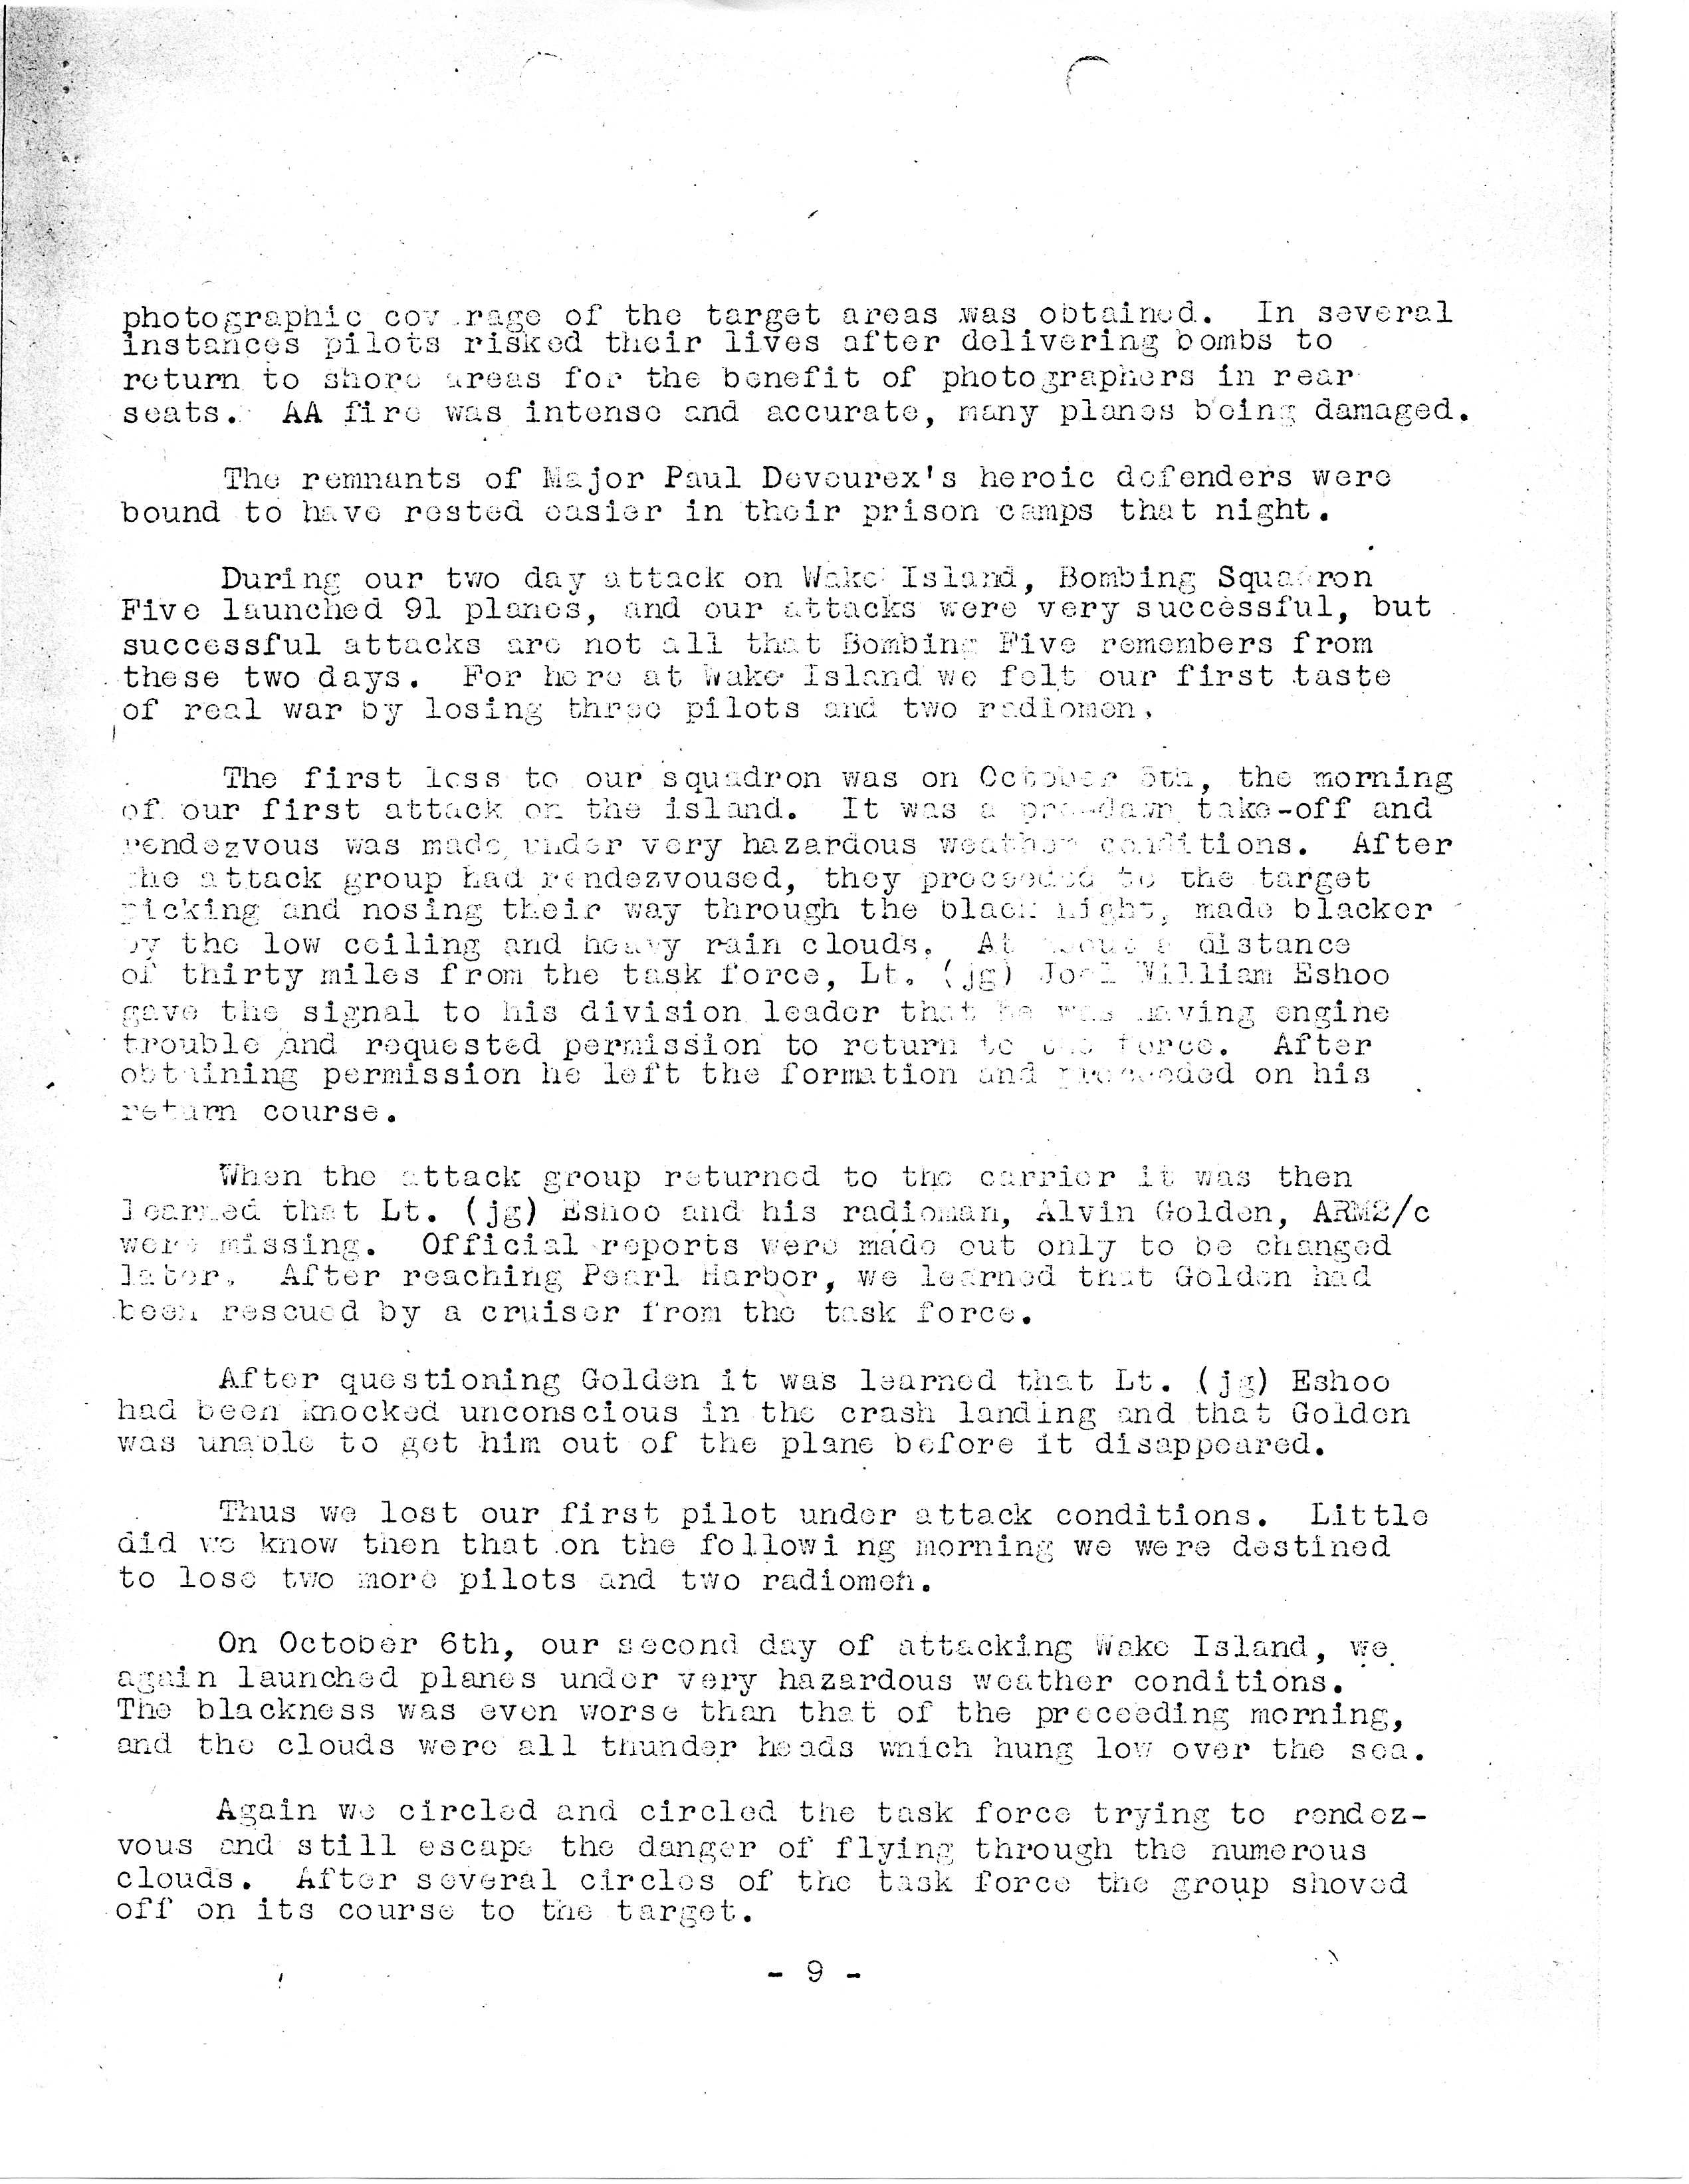 photographic coverage of the target areas was obtained. In several
instances pilots risked their lives after delivering bombs to
return to shore areas for the benefit of photographers in rear
seats. AA fire was intense and accurate, many planes being damaged.
The remnants of Major Paul Devourex's heroic defenders were
bound to have rested easier in their prison camps that night.
During our two day attack on Wake Island, Bombing Squadron
Five launched 91 planes, and our attacks were very successful, but
successful attacks are not all that Bombing Five remembers from
these two days. For here at Wake Island we felt our first taste
of real war by losing three pilots and two radiomen.
The first loss to our squadron was on October 5th, the morning
of our first attack on the island. It was a pre-dawn take-off and
rendezvous was made under very hazardous weather conditions. After
the attack group had rendezvoused, they proceeded to the target
picking and nosing their way through the black night, made blacker
by the low ceiling and heavy rain clouds. At about a distance
of thirty miles from the task force, Lt. (jg) Joel William Eshoo
gave the signal to his division leader that he was having engine
trouble and requested permission to return to the force. After
obtaining permission he left the formation and proceeded on his
return course.
When the attack group returned to the carrier it was then
learned that Lt. (jg) Eshoo and his radioman, Alvin Golden, ARM2/c
were missing. Official reports were made out only to be changed
later. After reaching Pearl Harbor, we learned that Golden had
been rescued by a cruiser from the task force.
After questioning Golden it was learned that Lt. (jg) Eshoo
had been knocked unconscious in the crash landing and that Golden
was unable to get him out of the plane before it disappeared.
Thus we lost our first pilot under attack conditions. Little
did we know then that on the followi ng morning we were destined
to lose two more pilots and two radiomen.
On October 6th, our second day of attacking Wake Island, we
again launched planes under very hazardous weather conditions.
The blackness was even worse than that of the preceeding morning,
and the clouds were all thunder heads which hung low over the sea.
Again we circled and circled the task force trying to rendez-
vous and still escape the danger of flying through the numerous
clouds. After several circles of the task force the group shoved
off on its course to the target.
- 9 -